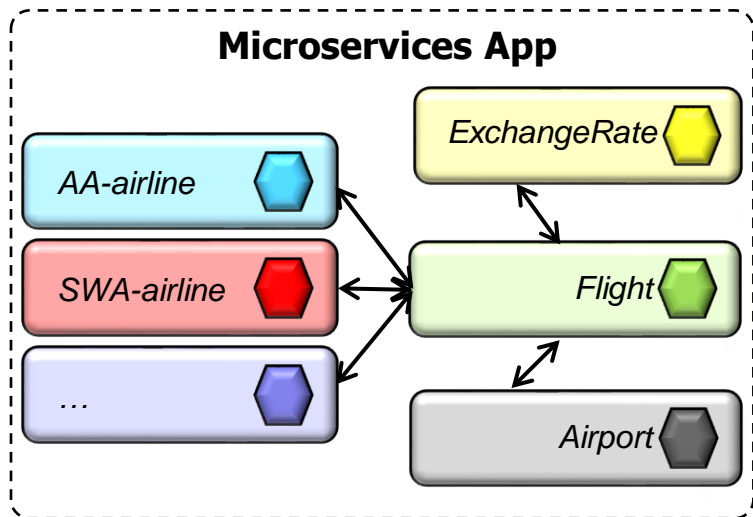 Microservices App
AA-airline
SWA-airline
...
ExchangeRate
Flight
Airport